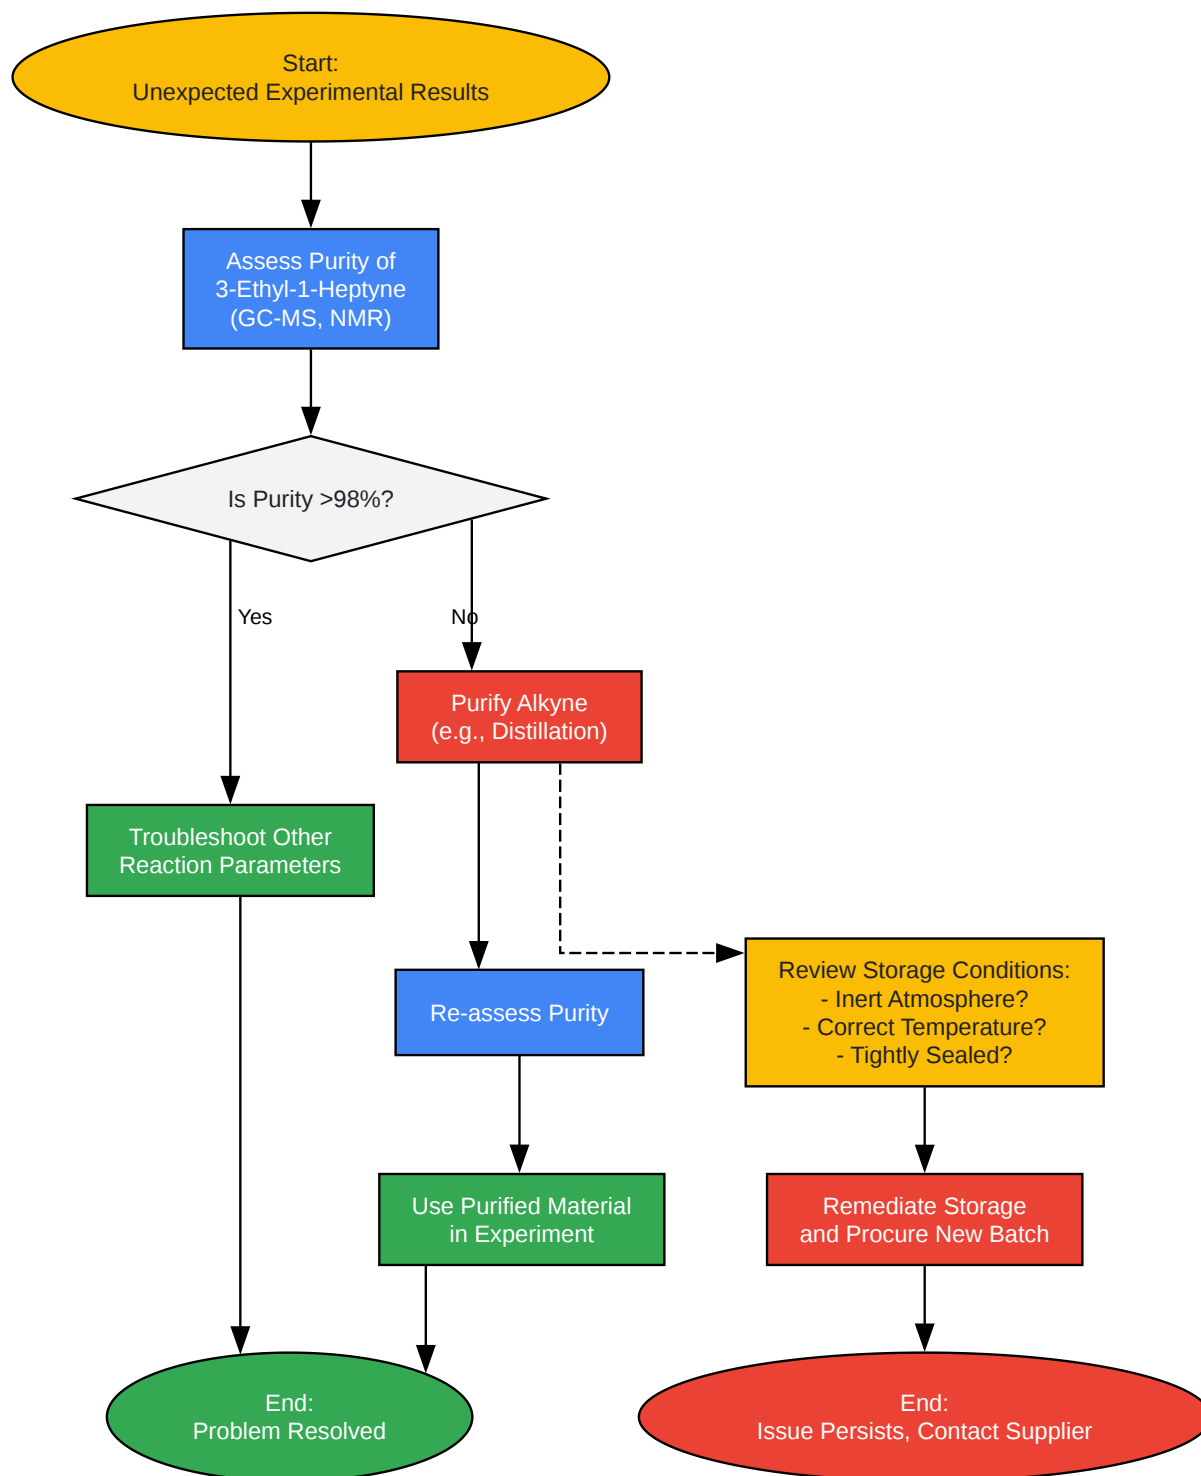 Start:
Unexpected Experimental Results
Assess Purity of
3-Ethyl-1-Heptyne
(GC-MS, NMR)
Is Purity >98%?
Yes
No
Purify Alkyne
(e.g., Distillation)
Troubleshoot Other
Reaction Parameters
Review Storage Conditions:
- Inert Atmosphere?
- Correct Temperature?
- Tightly Sealed?
Re-assess Purity
Use Purified Material
in Experiment
Remediate Storage
and Procure New Batch
End:
Problem Resolved
End:
Issue Persists, Contact Supplier